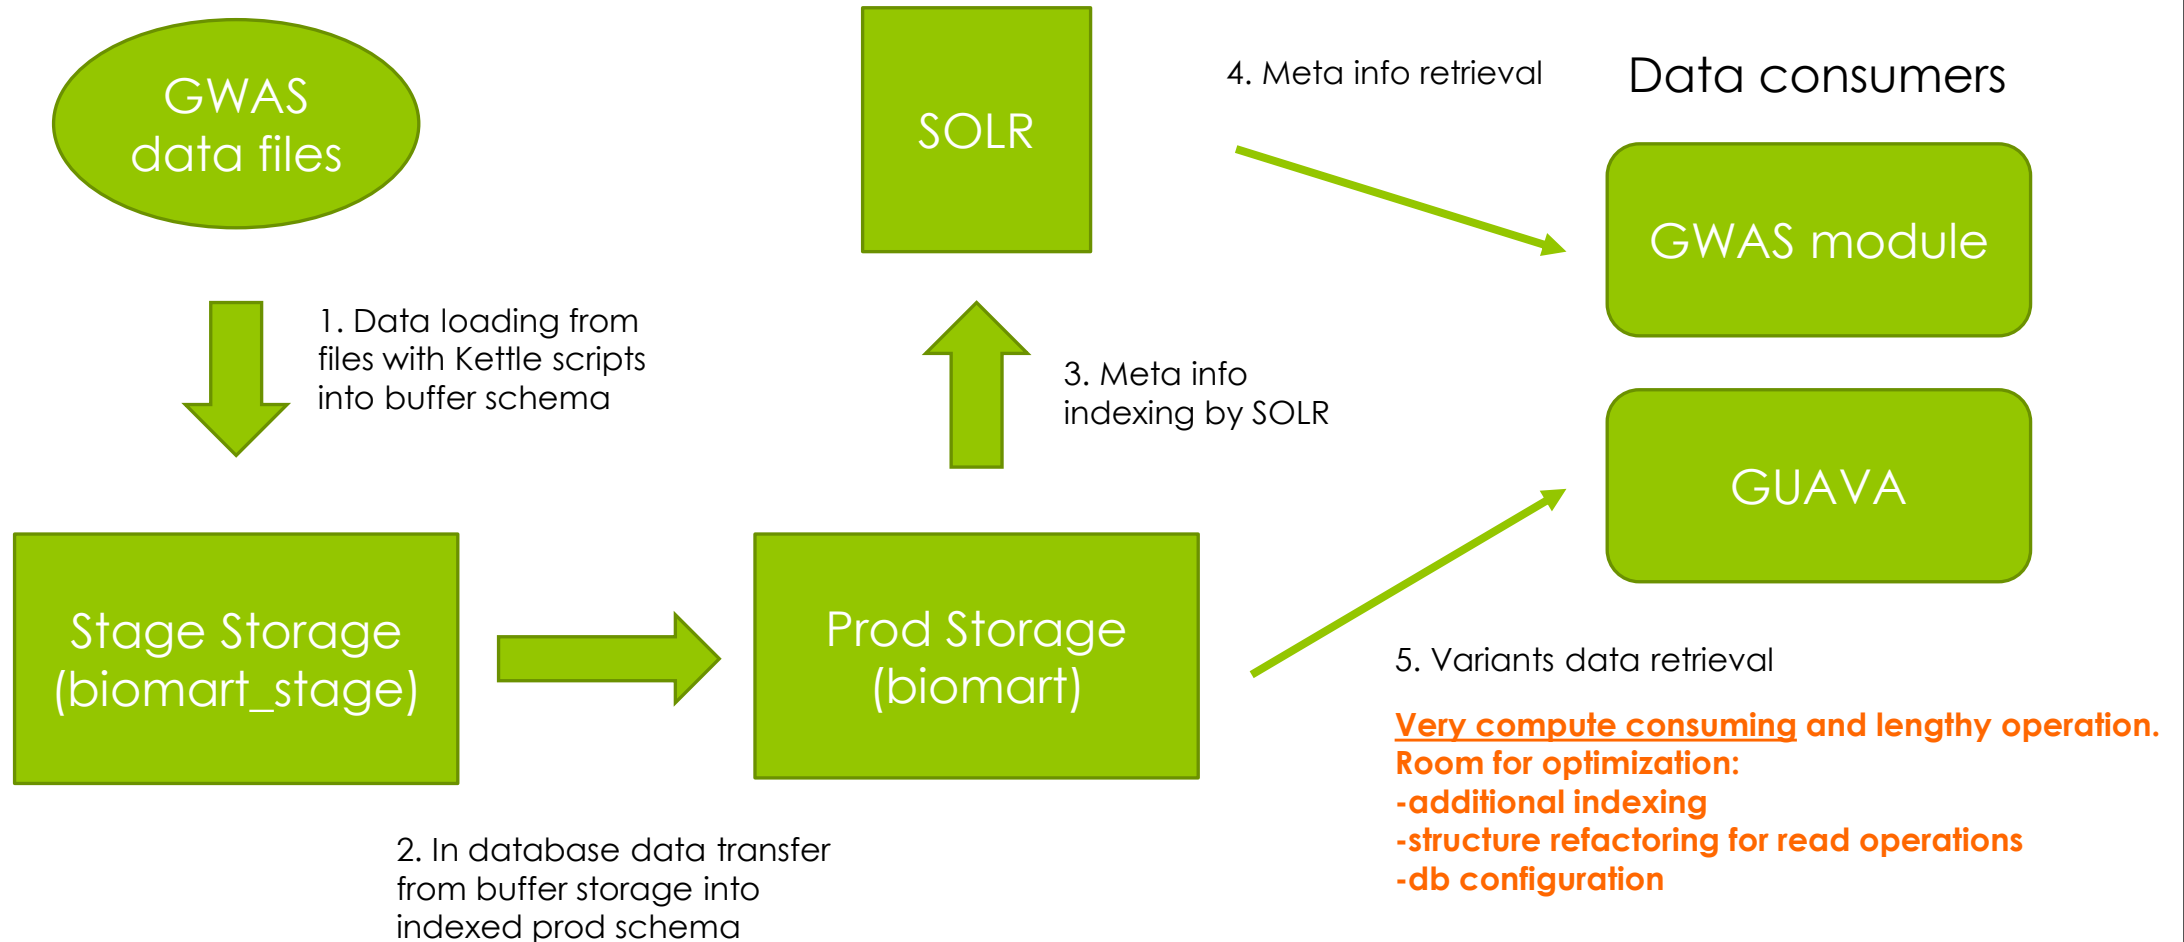 GWAS
data files
1. Data loading from
files with Kettle scripts
into buffer schema
Stage Storage
(biomart_stage)
2. In database data transfer
from buffer storage into
indexed prod schema
Prod Storage
(biomart)
3. Meta info
indexing by SOLR
SOLR
4. Meta info retrieval
Data consumers
GWAS module
GUAVA
5. Variants data retrieval
Very compute consuming and lengthy operation.
Room for optimization:
-additional indexing
-structure refactoring for read operations
-db configuration